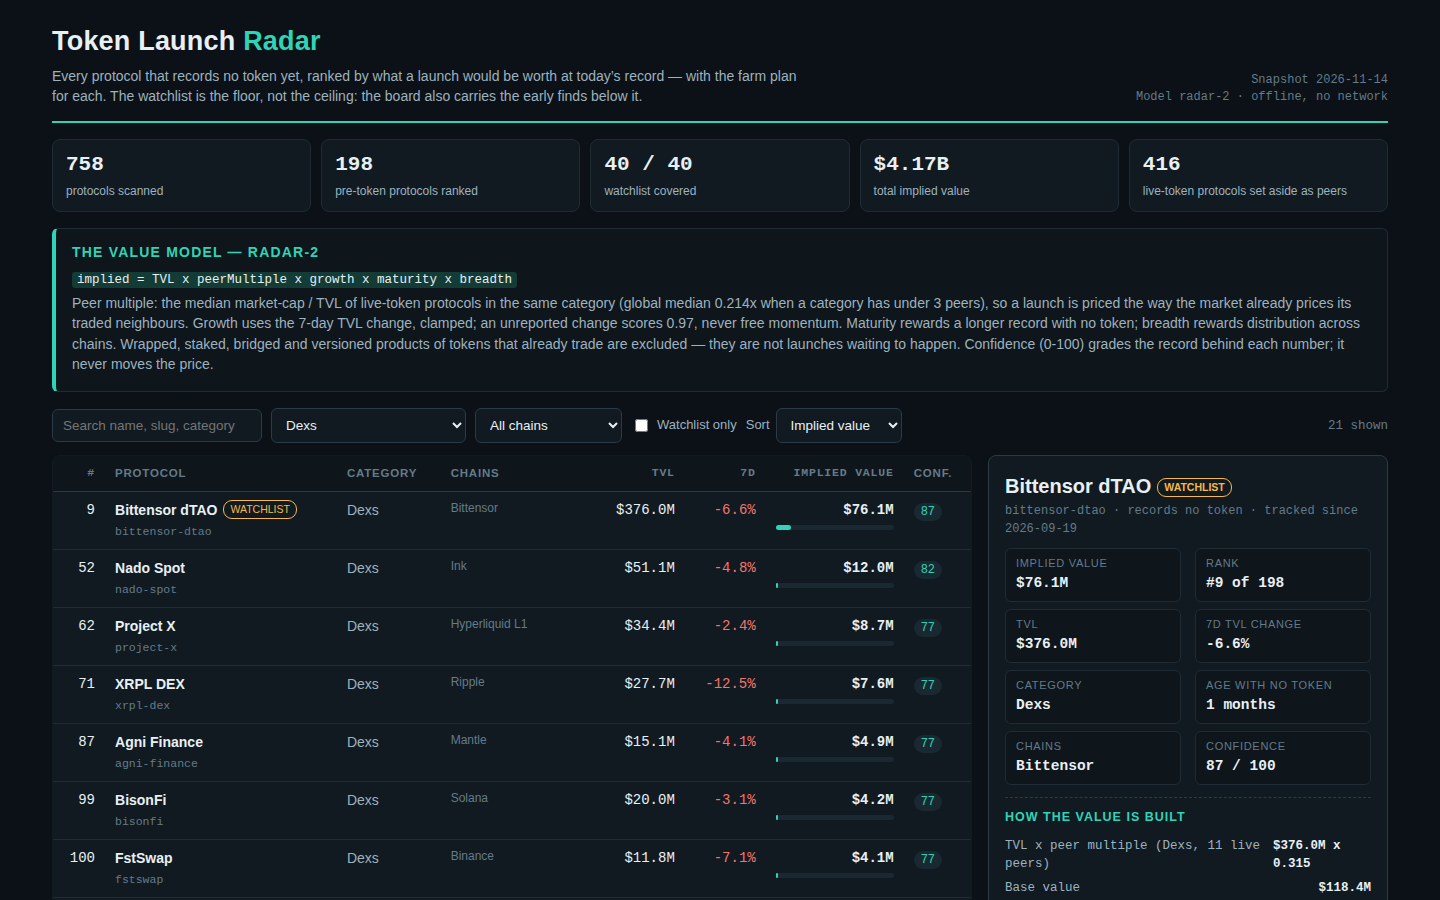 Token Launch Radar
Every protocol that records no token yet, ranked by what a launch would be worth at today's record — with the farm plan
for each. The watchlist is the floor, not the ceiling: the board also carries the early finds below it.
Snapshot 2026-11-14
Model radar-2 · offline, no network
758
protocols scanned
198
pre-token protocols ranked
40 / 40
watchlist covered
$4.17B
total implied value
416
live-token protocols set aside as peers
THE VALUE MODEL — RADAR-2
implied = TVL x peerMultiple x growth x maturity x breadth
Peer multiple: the median market-cap / TVL of live-token protocols in the same category (global median 0.214x when a category has under 3 peers), so a launch is priced the way the market already prices its
traded neighbours. Growth uses the 7-day TVL change, clamped; an unreported change scores 0.97, never free momentum. Maturity rewards a longer record with no token; breadth rewards distribution across
chains. Wrapped, staked, bridged and versioned products of tokens that already trade are excluded — they are not launches waiting to happen. Confidence (0-100) grades the record behind each number; it
never moves the price.
Search name, slug, category
Dexs
All chains
Watchlist only
Sort
Implied value
21 shown
# PROTOCOL CATEGORY CHAINS TVL 7D IMPLIED VALUE CONF.
9 Bittensor dTAO WATCHLIST Dexs Bittensor $376.0M -6.6% $76.1M 87
bittensor-dtao
52 Nado Spot Dexs Ink $51.1M -4.8% $12.0M 82
nado-spot
62 Project X Dexs Hyperliquid L1 $34.4M -2.4% $8.7M 77
project-x
71 XRPL DEX Dexs Ripple $27.7M -12.5% $7.6M 77
xrpl-dex
87 Agni Finance Dexs Mantle $15.1M -4.1% $4.9M 77
agni-finance
99 BisonFi Dexs Solana $20.0M -3.1% $4.2M 77
bisonfi
100 FstSwap Dexs Binance $11.8M -7.1% $4.1M 77
fstswap
Bittensor dTAO WATCHLIST
bittensor-dtao · records no token · tracked since
2026-09-19
IMPLIED VALUE
$76.1M
RANK
#9 of 198
TVL
$376.0M
7D TVL CHANGE
-6.6%
CATEGORY
Dexs
AGE WITH NO TOKEN
1 months
CHAINS
Bittensor
CONFIDENCE
87 / 100
HOW THE VALUE IS BUILT
TVL x peer multiple (Dexs, 11 live $376.0M x
peers) 0.315
Base value $118.4M